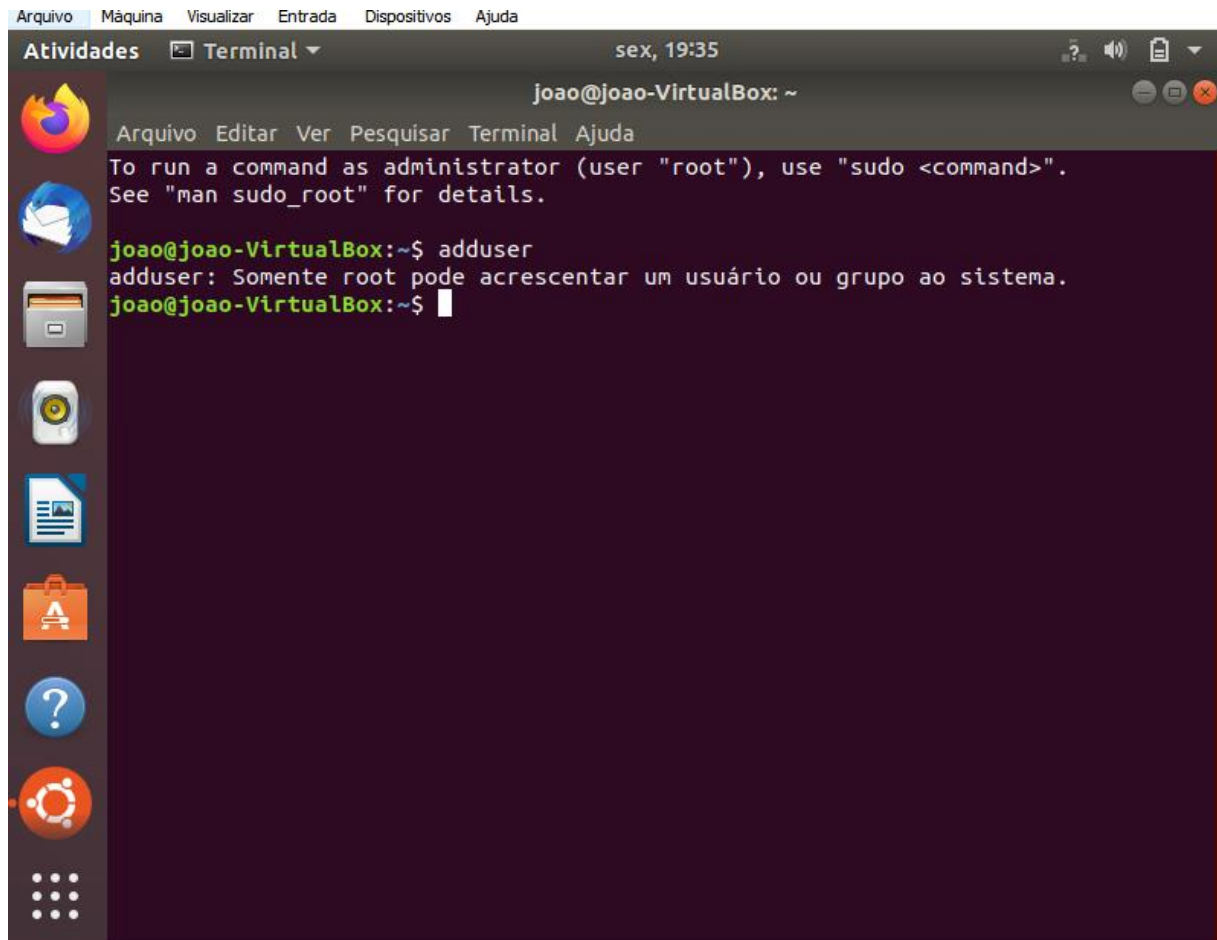 Arquivo Máquina Visualizar Entrada Dispositivos Ajuda
Atividades Terminal sex, 19:35
joao@joao-VirtualBox: ~
Arquivo Editar Ver Pesquisar Terminal Ajuda
To run a command as administrator (user "root"), use "sudo <command>".
See "man sudo_root" for details.
joao@joao-VirtualBox:~$ adduser
adduser: Somente root pode acrescentar um usuário ou grupo ao sistema.
joao@joao-VirtualBox:~$